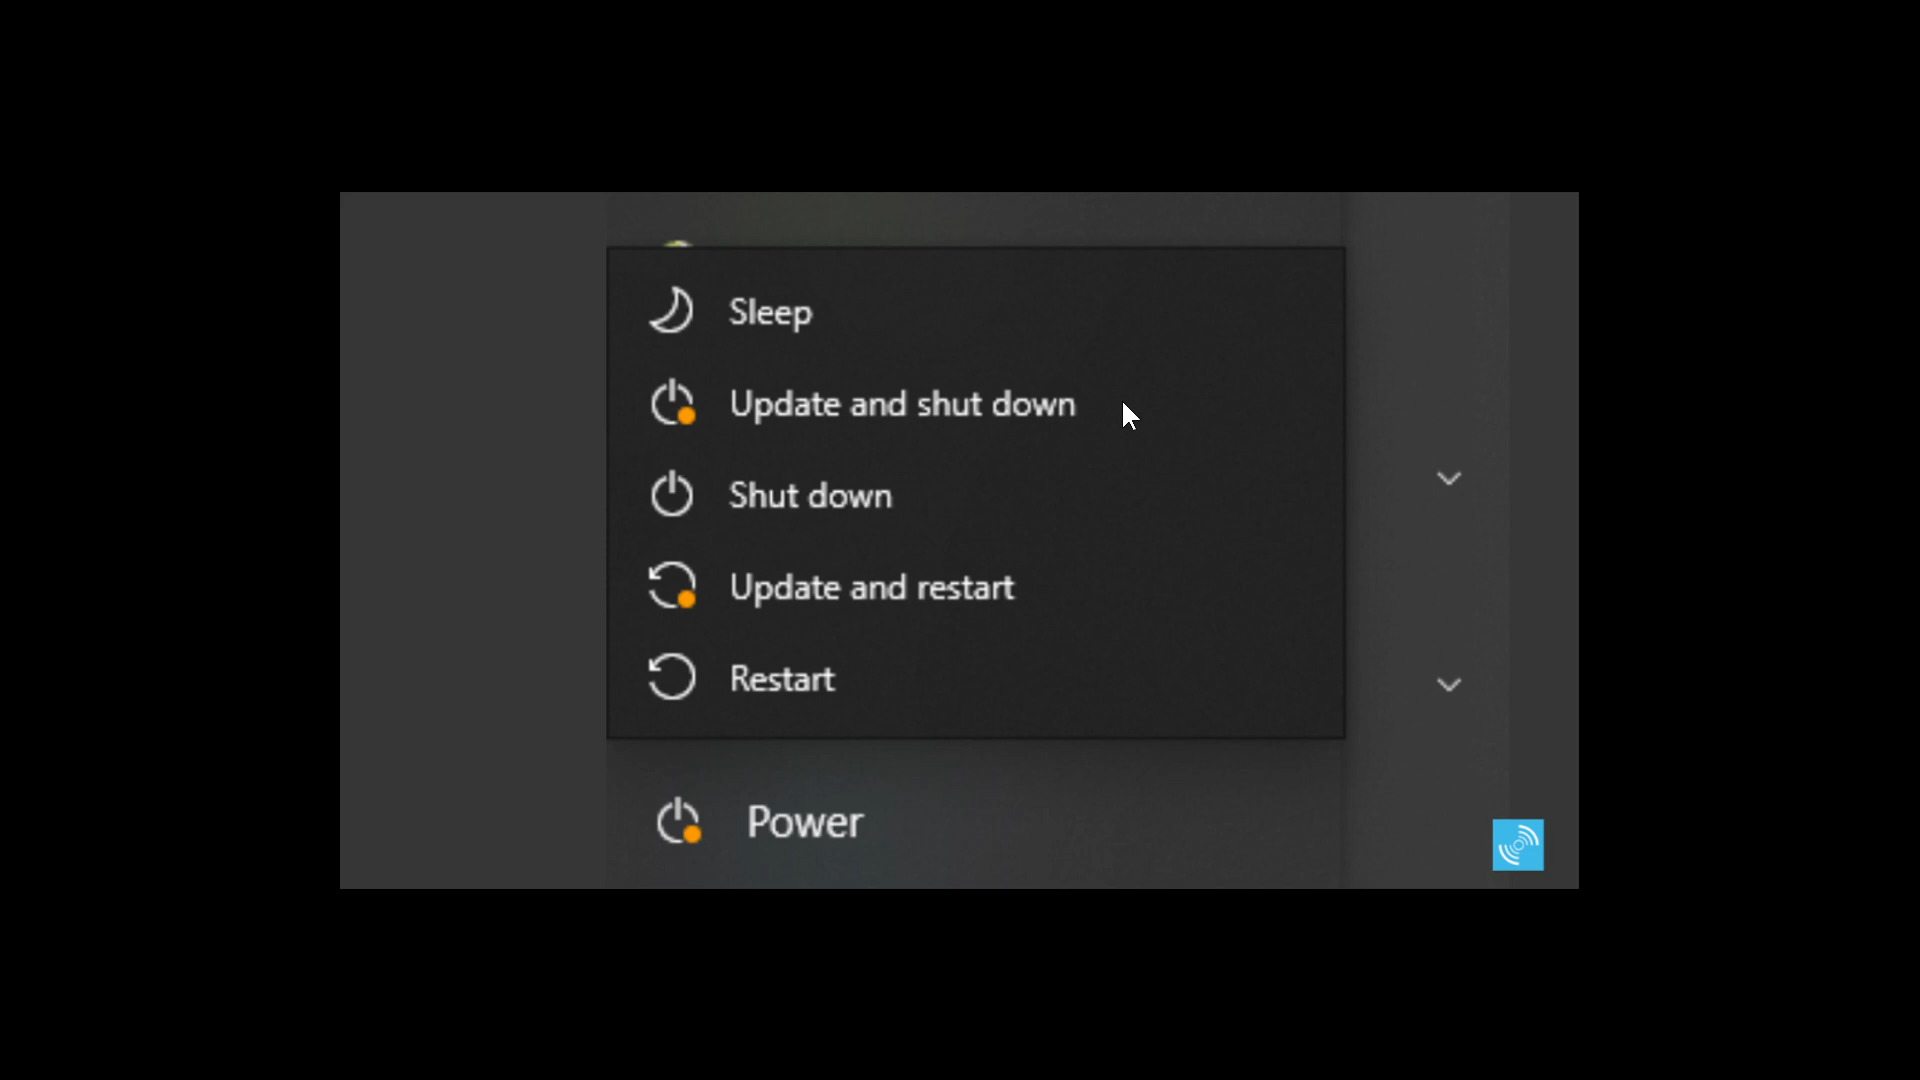 Sleep
Update and shut down
Shut down
Update and restart
Restart
Power